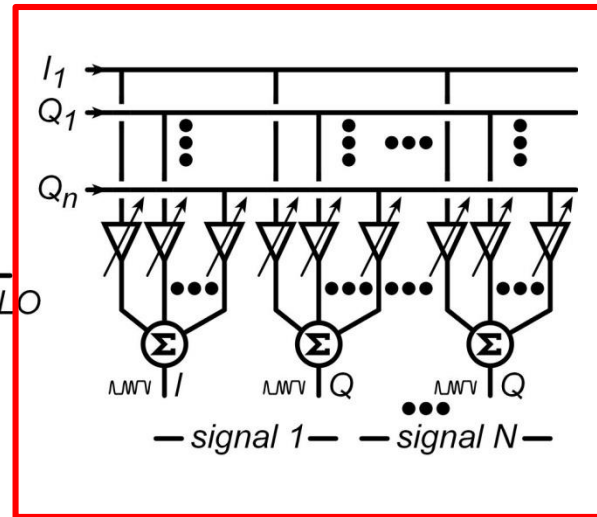 I1
Q1
Qn
LO
Σ Σ Σ
I Q Q
signal 1 signal N